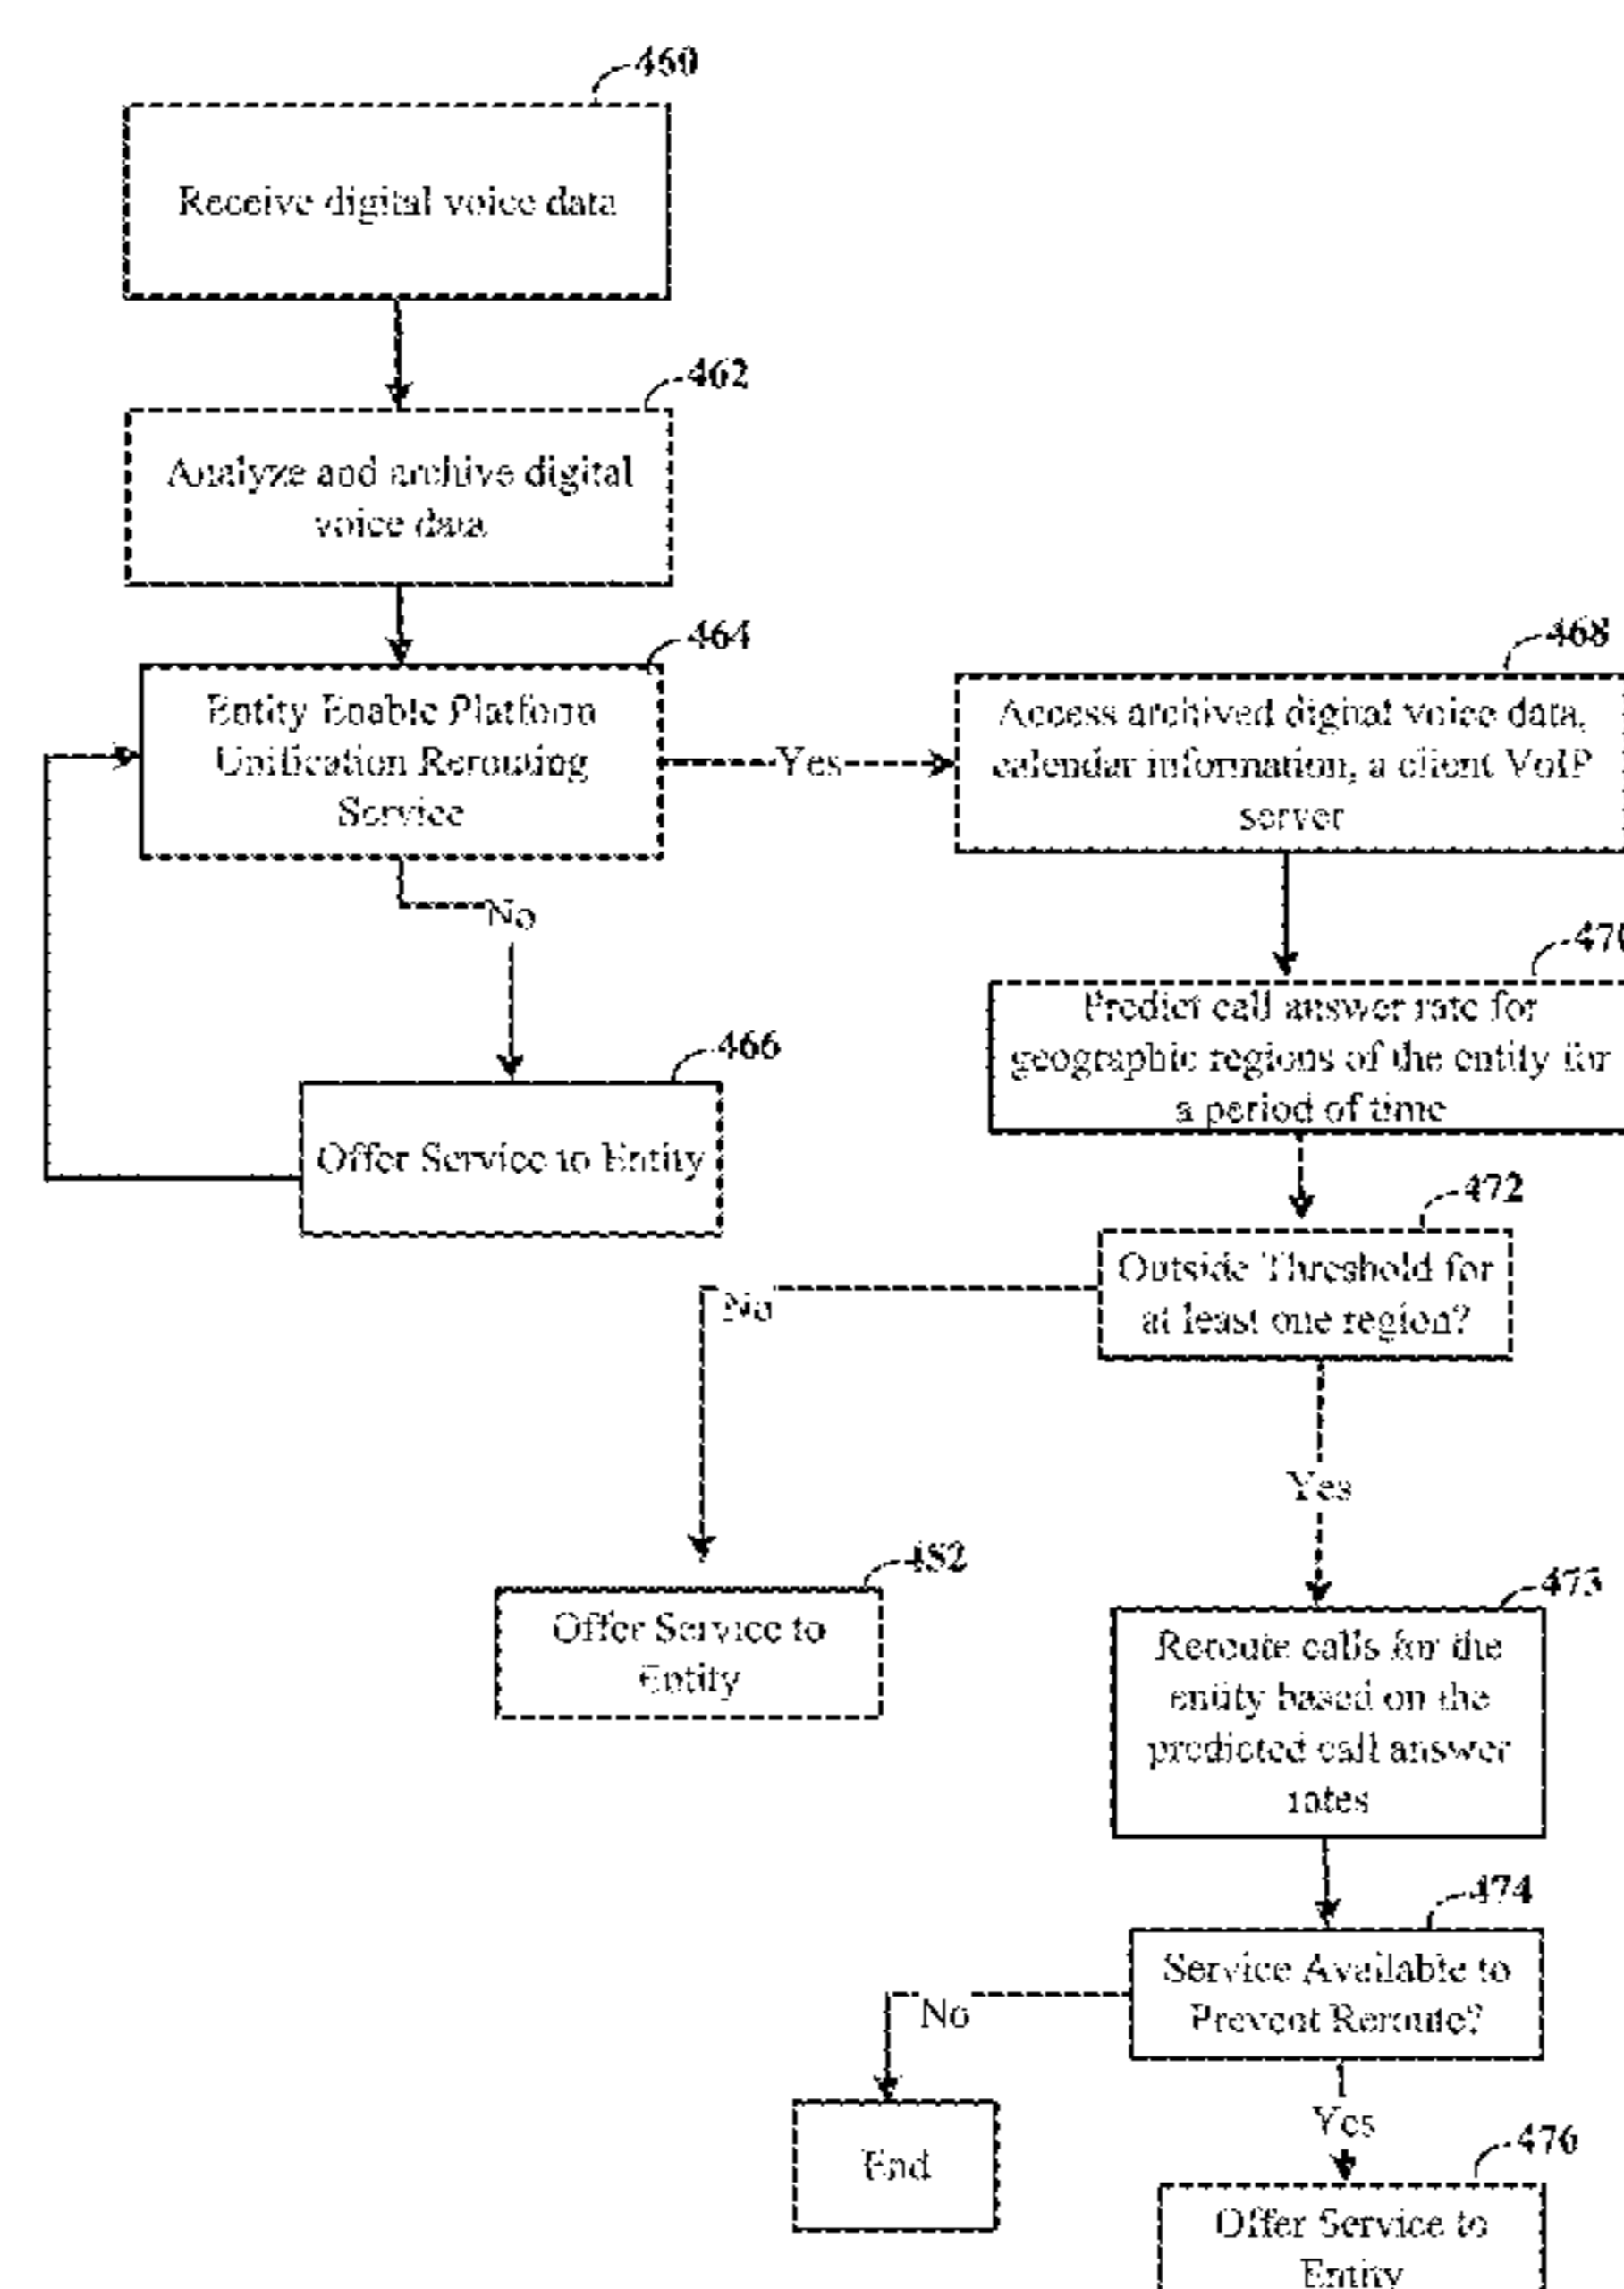 460
Receive digital voice data
462
Analyze and archive digital
voice data
464
Entity Enable Platform
Unification Rerouting
Service
Yes
468
Access archived digital voice data,
calendar information, a client VoIP
server
No
470
Predict call answer rate for
geographic regions of the entity for
a period of time
466
Offer Service to Entity
472
Outside Threshold for
at least one region?
No
Yes
482
Offer Service to
Entity
473
Reroute calls for the
entity based on the
predicted call answer
rates
474
Service Available to
Prevent Reroute?
No
End
Yes
476
Offer Service to
Entity